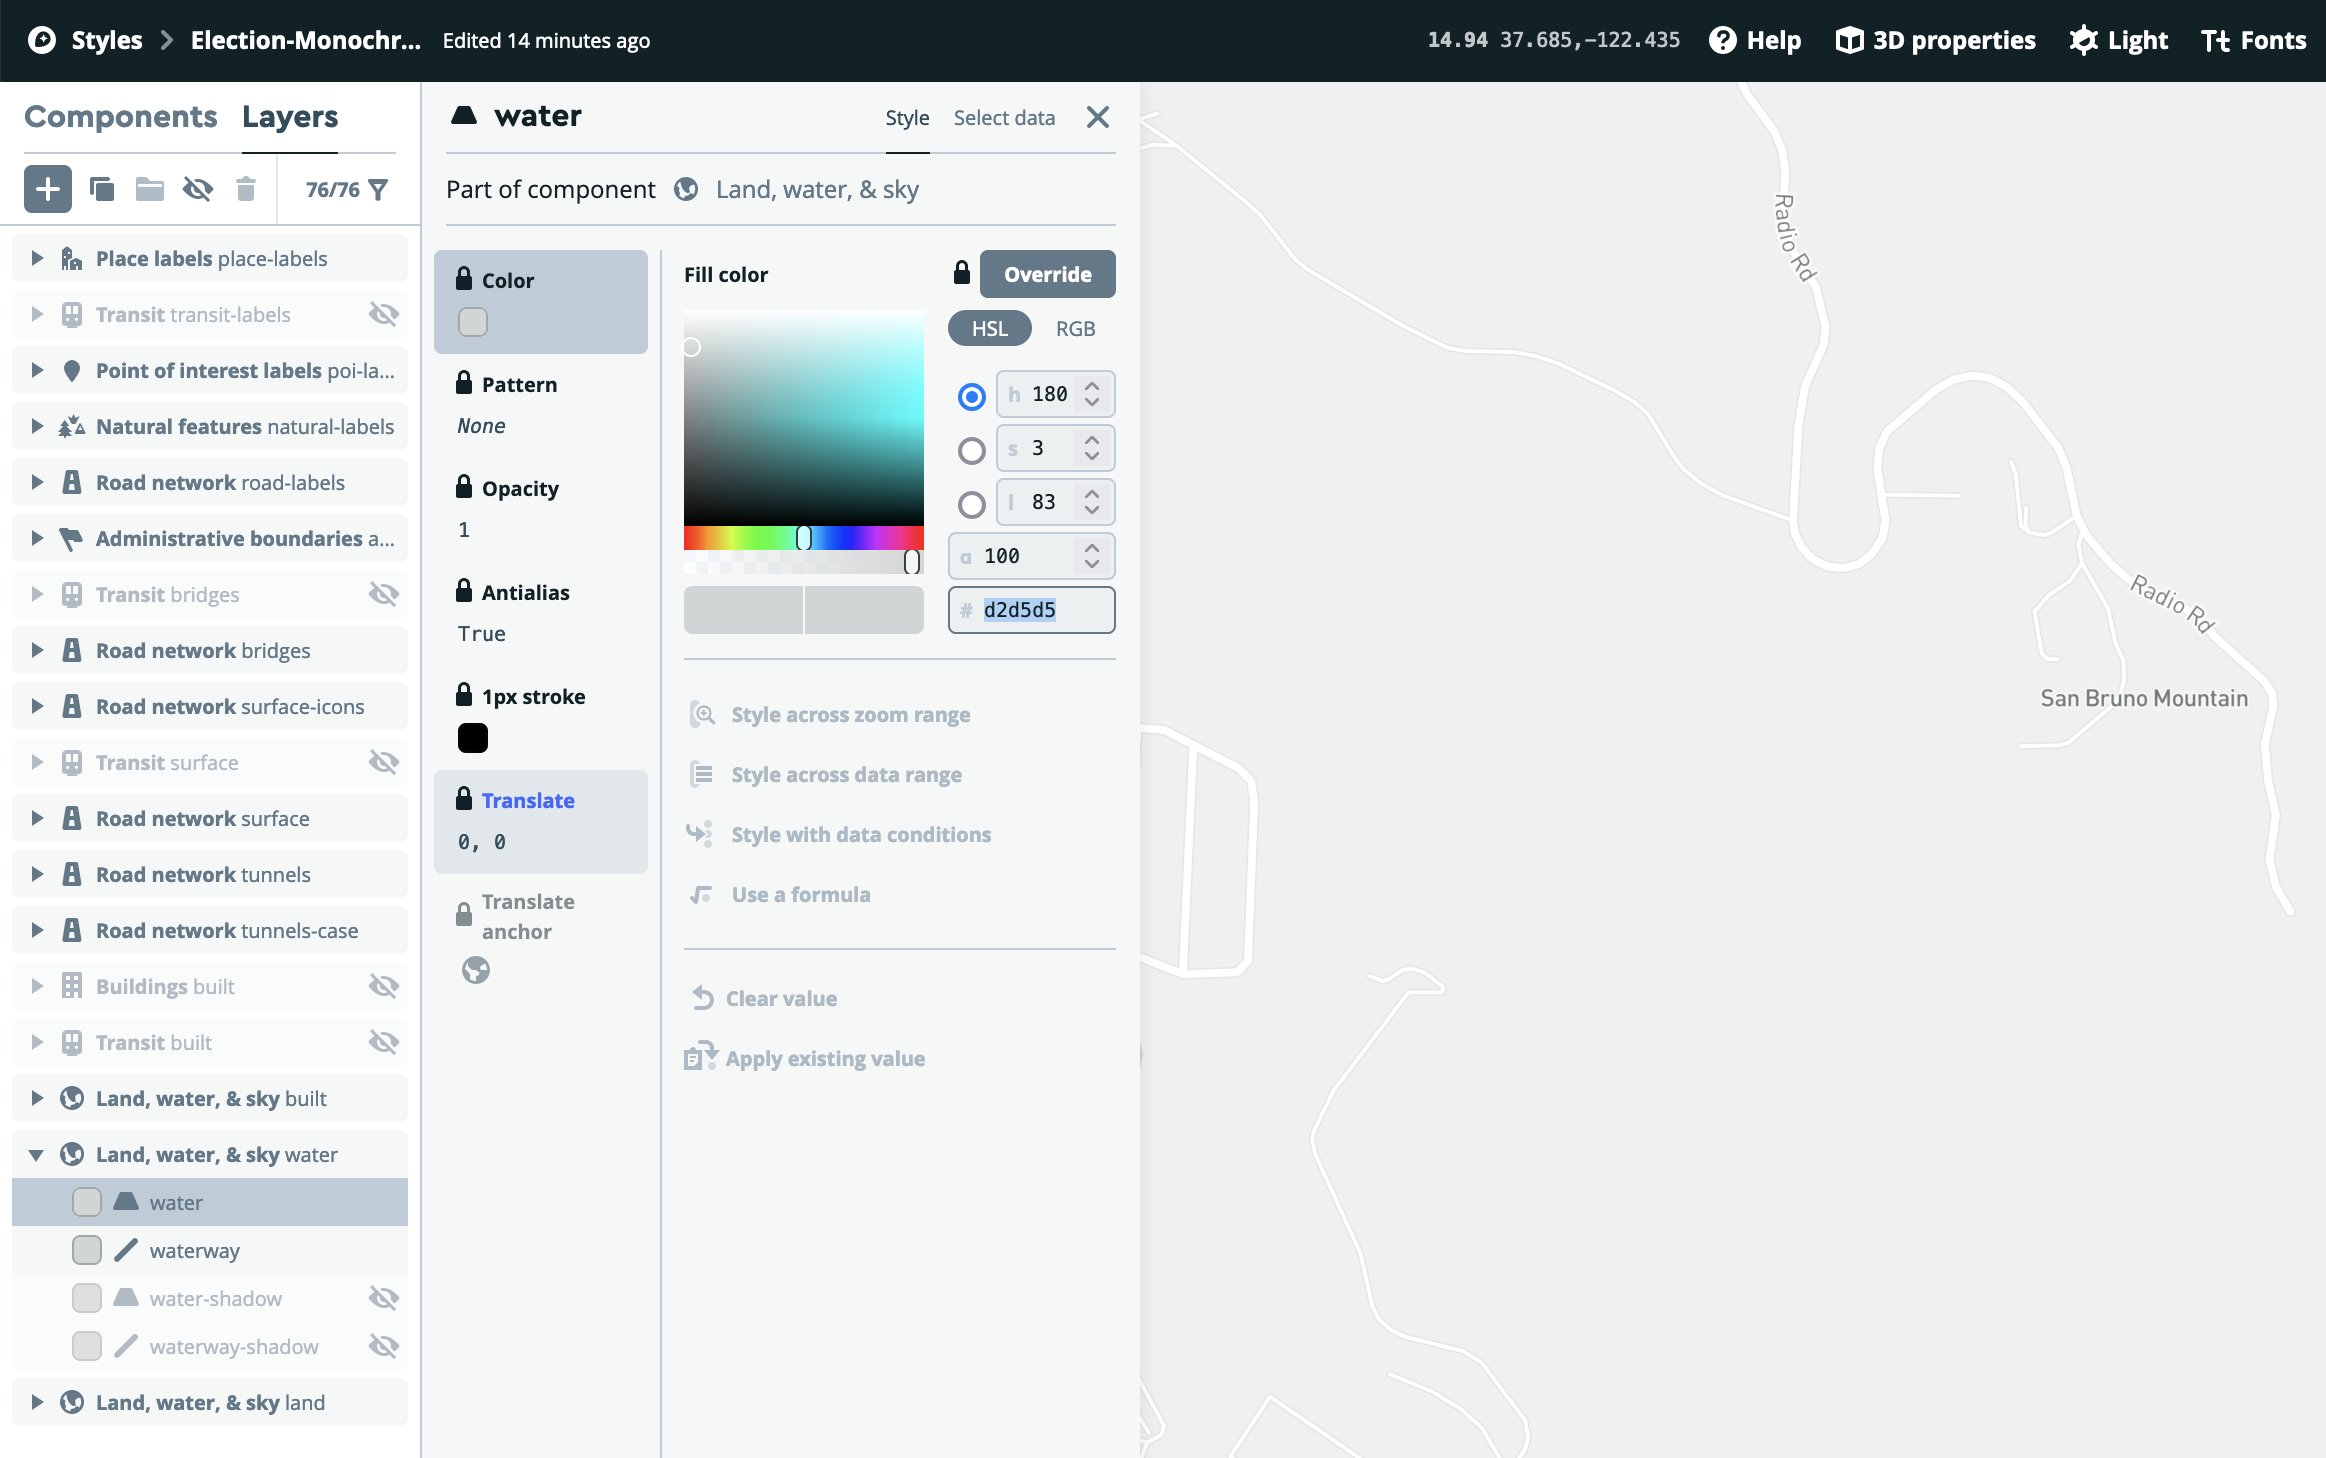 Styles
Election-Monochr...
Edited 14 minutes ago
14.94 37.685,-122.435
Help
3D properties
Light
Tt Fonts
Components
Layers
76/76
Place labels place-labels
Transit transit-labels
Point of interest labels poi-la...
Natural features natural-labels
Road network road-labels
Administrative boundaries a...
Transit bridges
Road network bridges
Road network surface-icons
Transit surface
Road network surface
Road network tunnels
Road network tunnels-case
Buildings built
Transit built
Land, water, & sky built
Land, water, & sky water
water
waterway
water-shadow
waterway-shadow
Land, water, & sky land
water
Style
Select data
Part of component
Land, water, & sky
Color
Pattern
None
Opacity
1
Antialias
True
1px stroke
Translate
0, 0
Translate
anchor
Fill color
Override
HSL
RGB
h 180
s 3
l 83
a 100
# d2d5d5
Style across zoom range
Style across data range
Style with data conditions
Use a formula
Clear value
Apply existing value
Radio Rd
Radio Rd
San Bruno Mountain